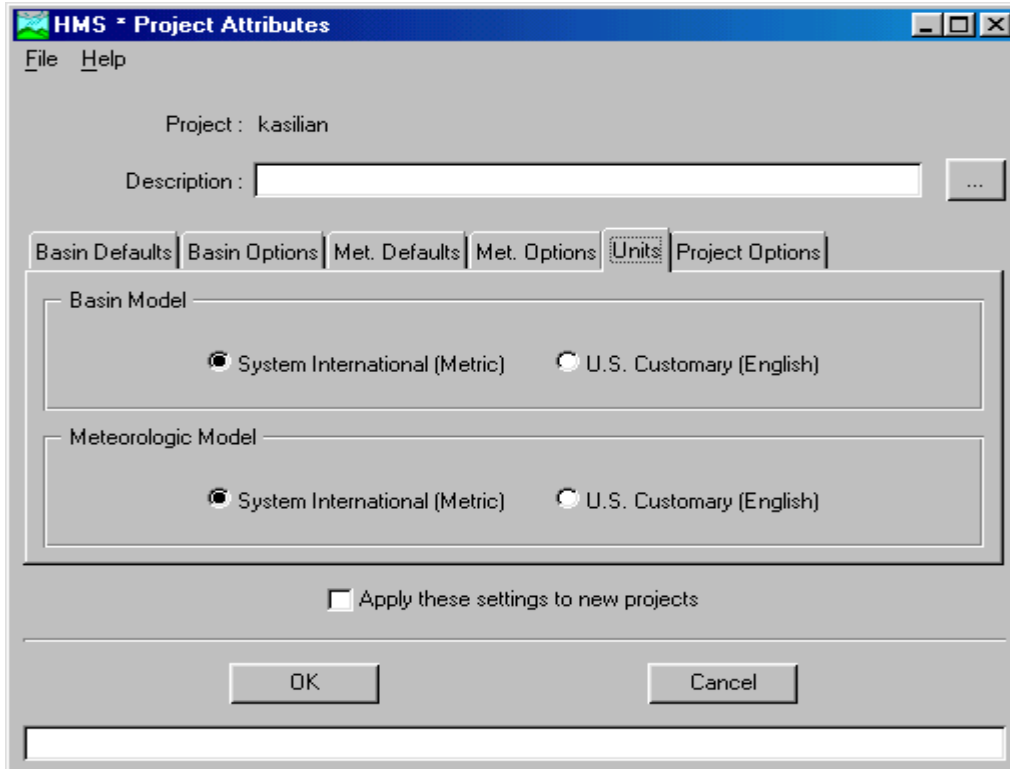 HMS * Project Attributes
File Help
Project : kasilian
Description :
...
Basin Defaults Basin Options Met. Defaults Met. Options Units Project Options
Basin Model
System International (Metric) U.S. Customary (English)
Meteorologic Model
System International (Metric) U.S. Customary (English)
Apply these settings to new projects
OK Cancel